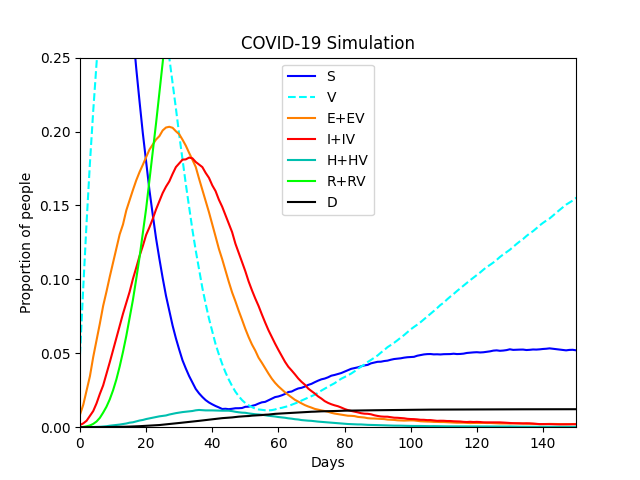 COVID-19 Simulation
Proportion of people
0.25
0.20
0.15
0.10
0.05
0.00
S
V
E+EV
I+IV
H+HV
R+RV
D
0 20 40 60 80 100 120 140
Days